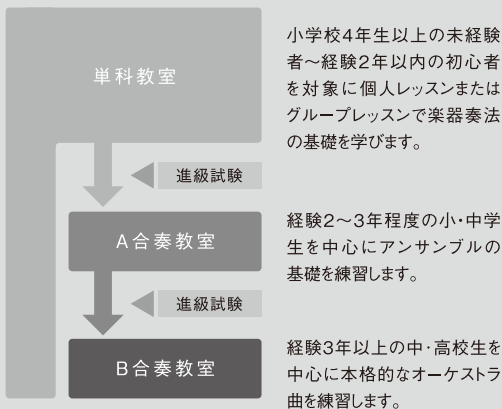 単科教室
小学校4年生以上の未経験
者～経験2年以内の初心者
を対象に個人レッスンまたは
グループレッスンで楽器奏法
の基礎を学びます。
進級試験
A合奏教室
経験2～3年程度の小・中学
生を中心にアンサンブルの
基礎を練習します。
進級試験
B合奏教室
経験3年以上の中・高校生を
中心に本格的なオーケストラ
曲を練習します。